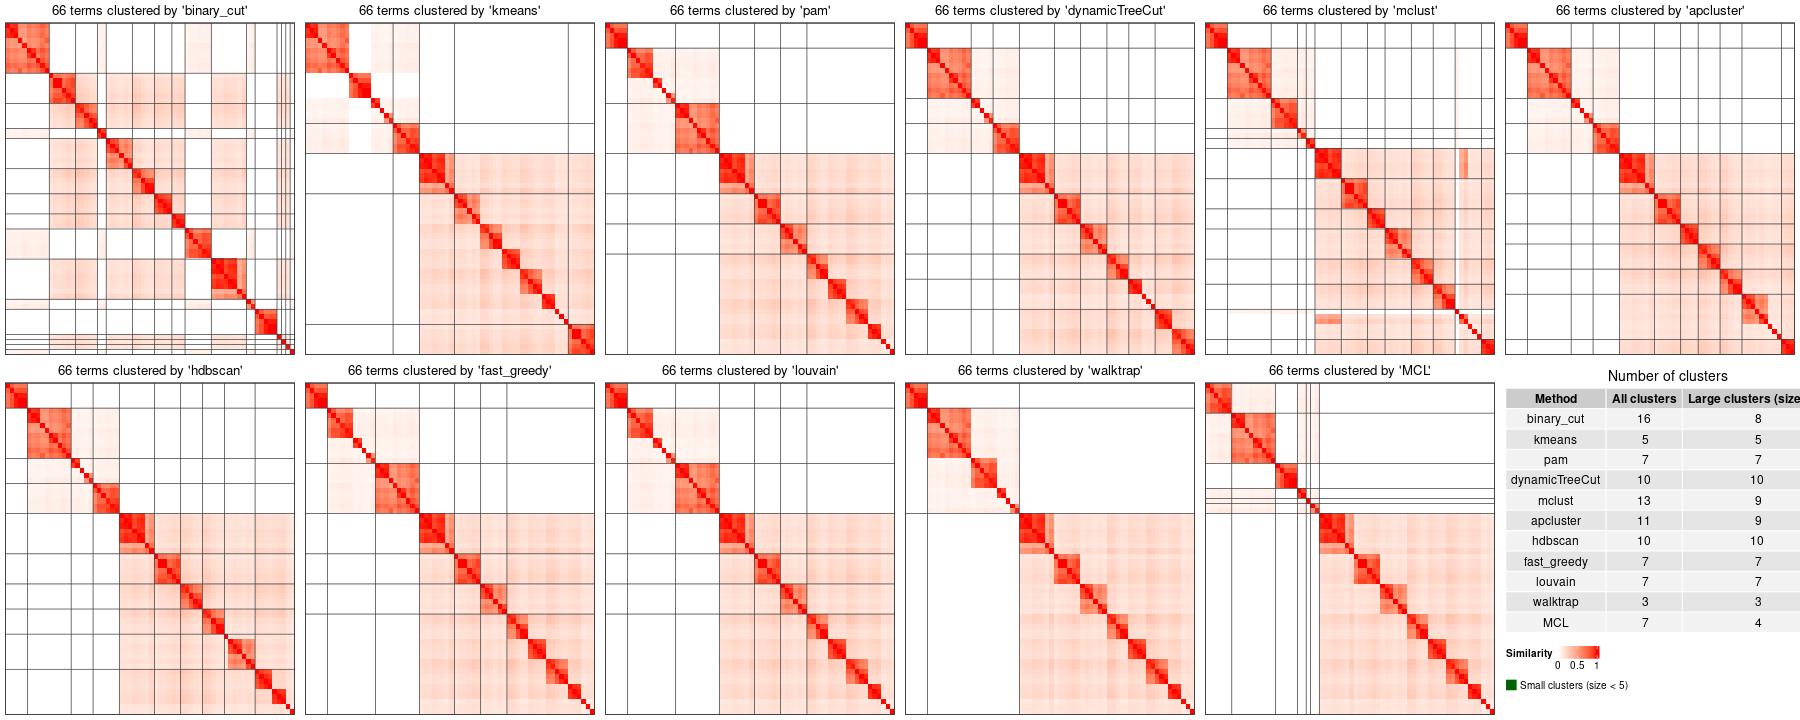 66 terms clustered by 'binary_cut'
66 terms clustered by 'kmeans'
66 terms clustered by 'pam'
66 terms clustered by 'dynamicTreeCut'
66 terms clustered by 'mclust'
66 terms clustered by 'apcluster'
66 terms clustered by 'hdbscan'
66 terms clustered by 'fast_greedy'
66 terms clustered by 'louvain'
66 terms clustered by 'walktrap'
66 terms clustered by 'MCL'
Number of clusters
Method All clusters Large clusters (size
binary_cut 16 8
kmeans 5 5
pam 7 7
dynamicTreeCut 10 10
mclust 13 9
apcluster 11 9
hdbscan 10 10
fast_greedy 7 7
louvain 7 7
walktrap 3 3
MCL 7 4
Similarity
0 0.5 1
Small clusters (size < 5)